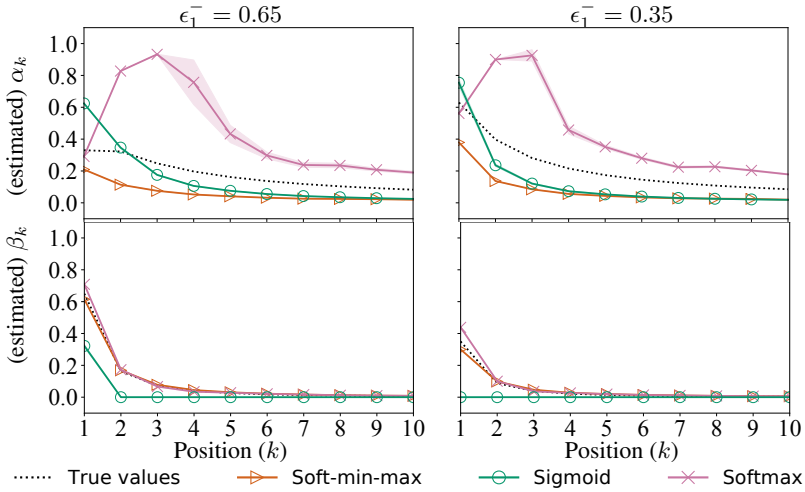 ϵ₁⁻ = 0.65
ϵ₁⁻ = 0.35
(estimated) αₖ
1.0
0.8
0.6
0.4
0.2
0.0
(estimated) βₖ
1.0
0.8
0.6
0.4
0.2
0.0
1 2 3 4 5 6 7 8 9 10
1 2 3 4 5 6 7 8 9 10
Position (k)
Position (k)
True values
Soft-min-max
Sigmoid
Softmax